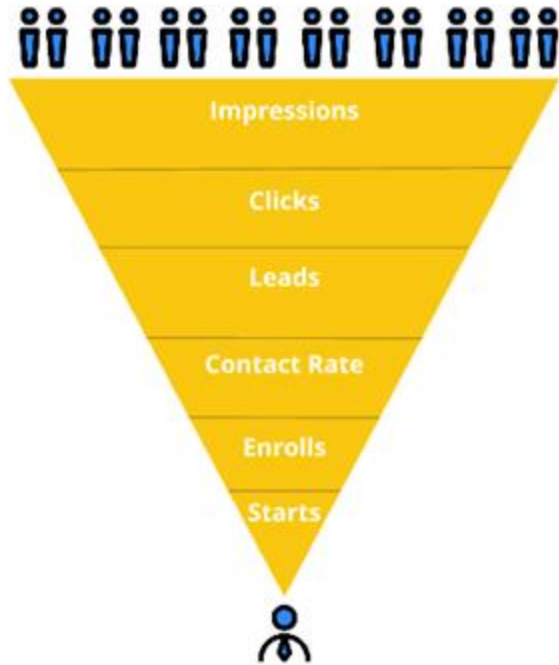 Impressions
Clicks
Leads
Contact Rate
Enrolls
Starts